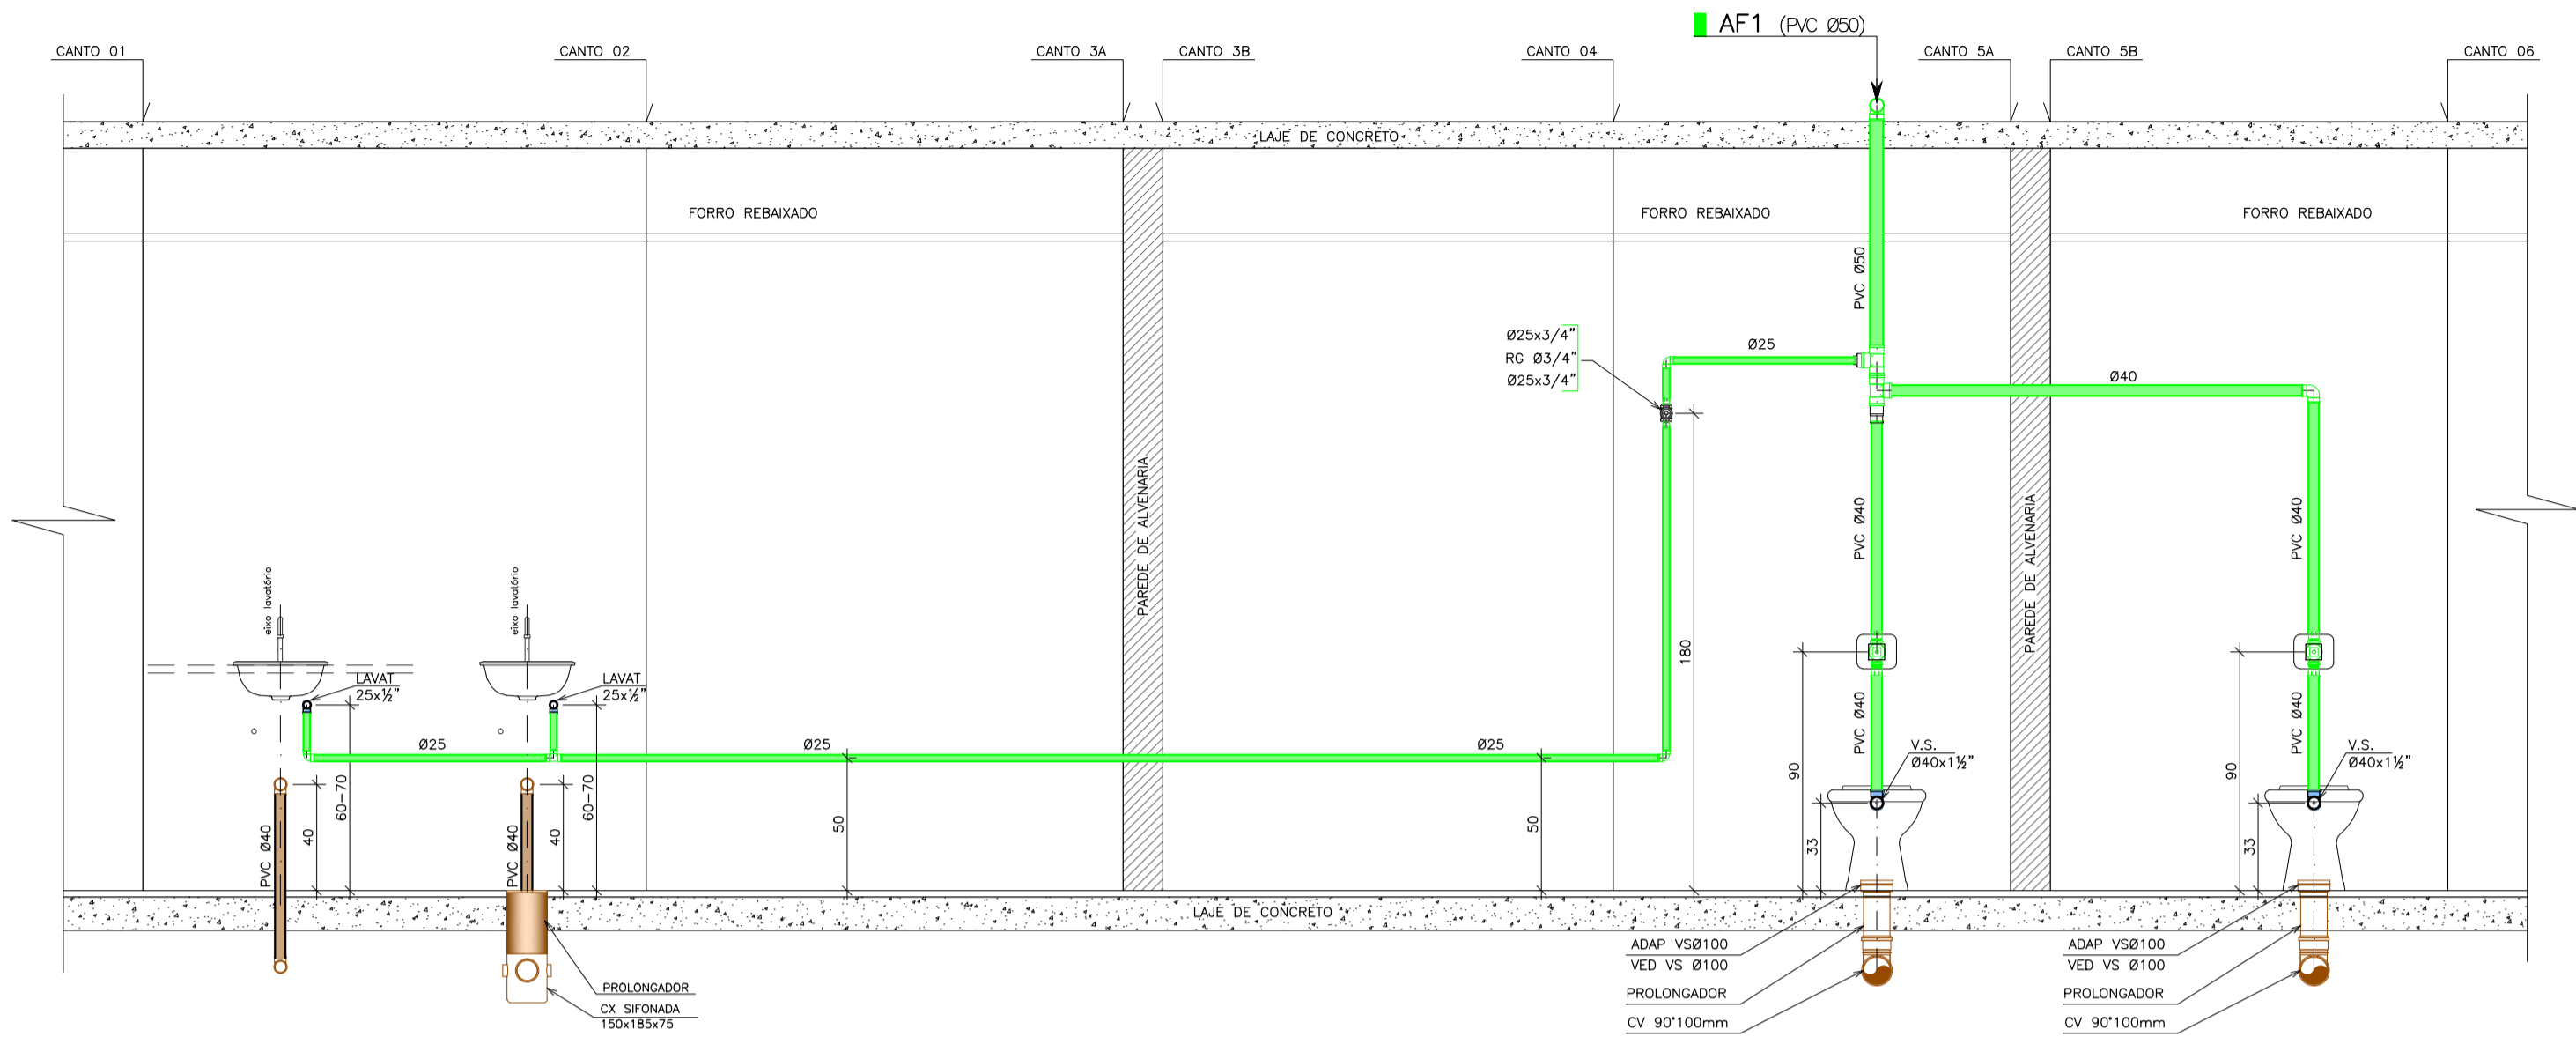 AF1 (PVC Ø50)
CANTO 01
CANTO 02
CANTO 3A
CANTO 3B
CANTO 04
CANTO 5A
CANTO 5B
CANTO 06
LAJE DE CONCRETO
FORRO REBAIXADO
FORRO REBAIXADO
FORRO REBAIXADO
PVC Ø50
Ø25x3/4"
RG Ø3/4"
Ø25x3/4"
Ø25
Ø40
PAREDE DE ALVENARIA
PAREDE DE ALVENARIA
PVC Ø40
PVC Ø40
eixo lavatório
eixo lavatório
180
LAVAT
25x½"
LAVAT
25x½"
Ø25
Ø25
Ø25
PVC Ø40
PVC Ø40
V.S.
Ø40x1½"
V.S.
Ø40x1½"
90
90
60-70
60-70
40
40
50
50
33
33
PVC Ø40
PVC Ø40
LAJE DE CONCRETO
ADAP VSØ100
VED VS Ø100
PROLONGADOR
CV 90°100mm
ADAP VSØ100
VED VS Ø100
PROLONGADOR
CV 90°100mm
PROLONGADOR
CX SIFONADA
150x185x75